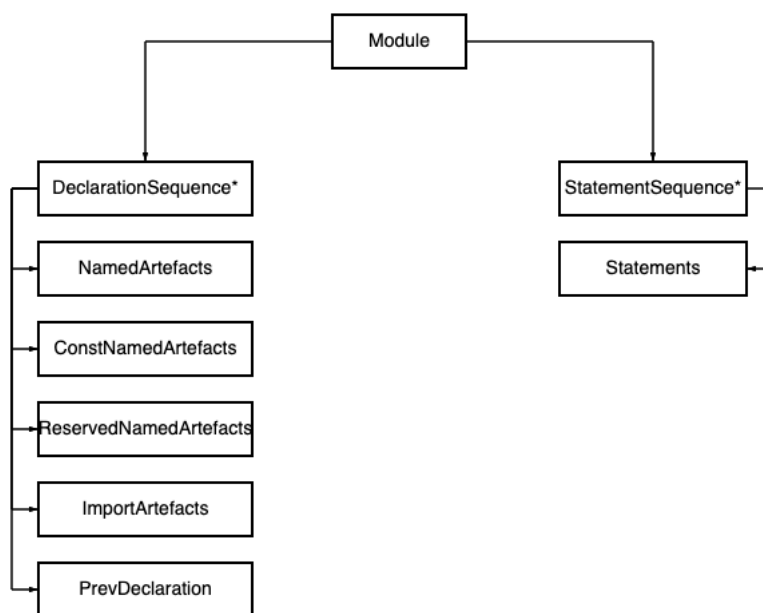 Module
DeclarationSequence*
StatementSequence*
NamedArtefacts
Statements
ConstNamedArtefacts
ReservedNamedArtefacts
ImportArtefacts
PrevDeclaration